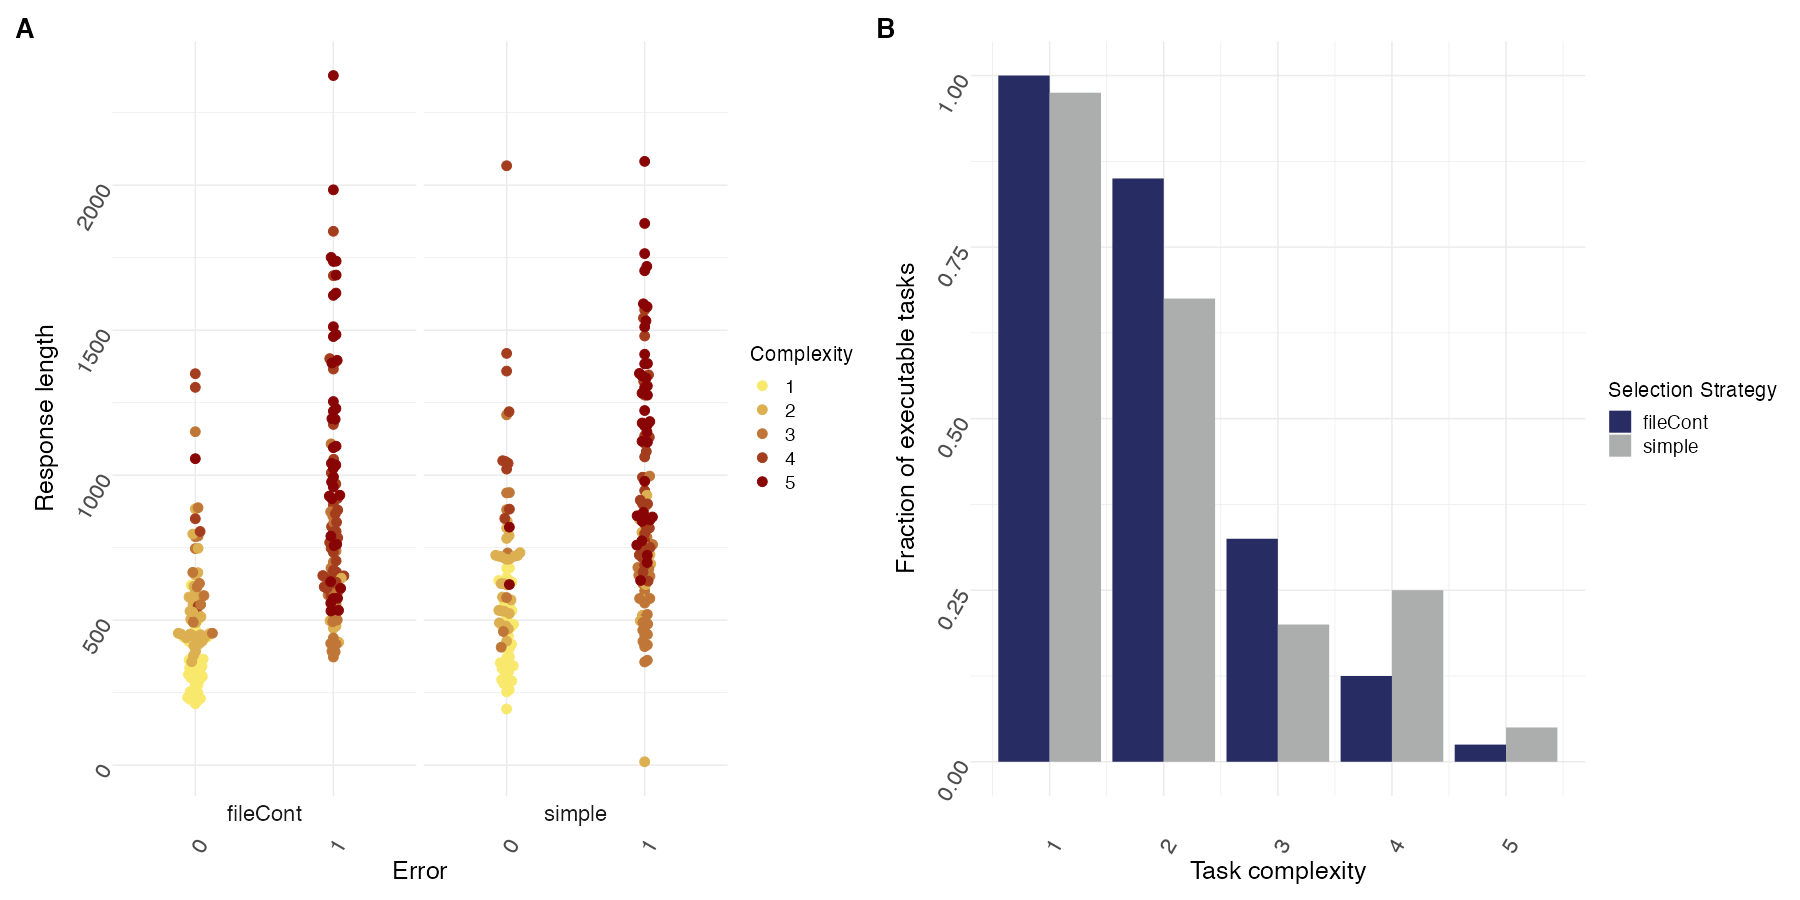 A
Response length
2000
1500
1000
500
0
fileCont
simple
0
1
0
1
Error
Complexity
1
2
3
4
5
B
Fraction of executable tasks
1.00
0.75
0.50
0.25
0.00
1
2
3
4
5
Task complexity
Selection Strategy
fileCont
simple